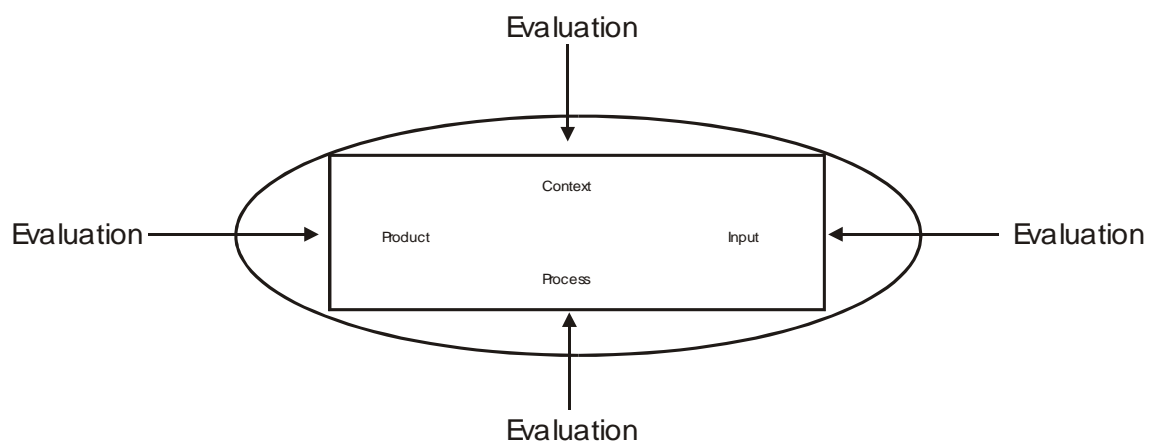 Evaluation
Context
Evaluation
Product
Input
Evaluation
Process
Evaluation